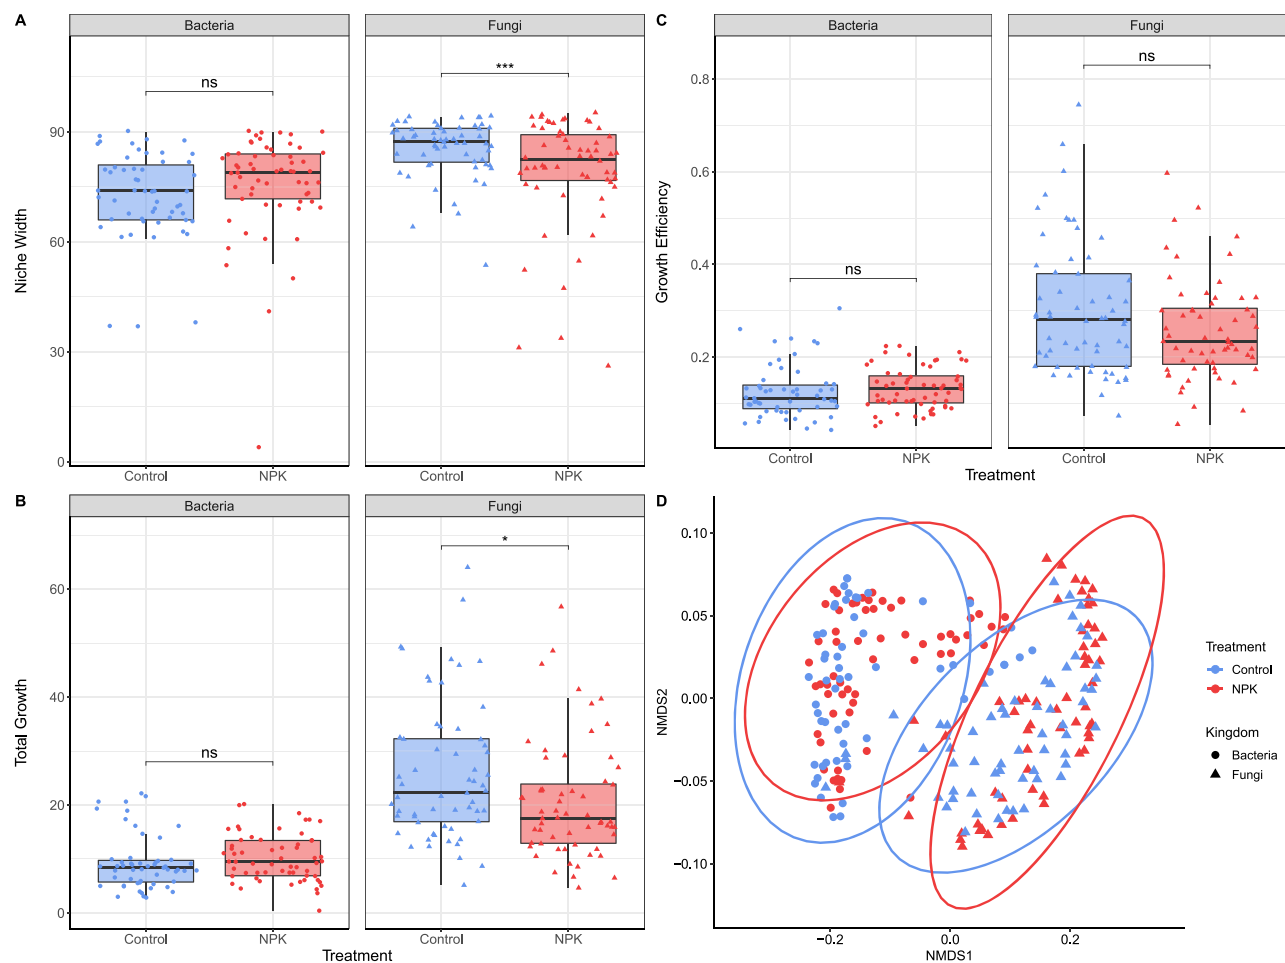 A
Bacteria
Fungi
ns
***
90
60
30
0
Niche Width
Control
NPK
Control
NPK
B
Bacteria
Fungi
ns
*
60
40
20
0
Total Growth
Control
NPK
Control
NPK
Treatment
C
Bacteria
Fungi
ns
ns
0.8
0.6
0.4
0.2
Growth Efficiency
Control
NPK
Control
NPK
Treatment
D
0.10
0.05
0.00
−0.05
−0.10
NMDS2
−0.2
0.0
0.2
NMDS1
Treatment
Control
NPK
Kingdom
Bacteria
Fungi